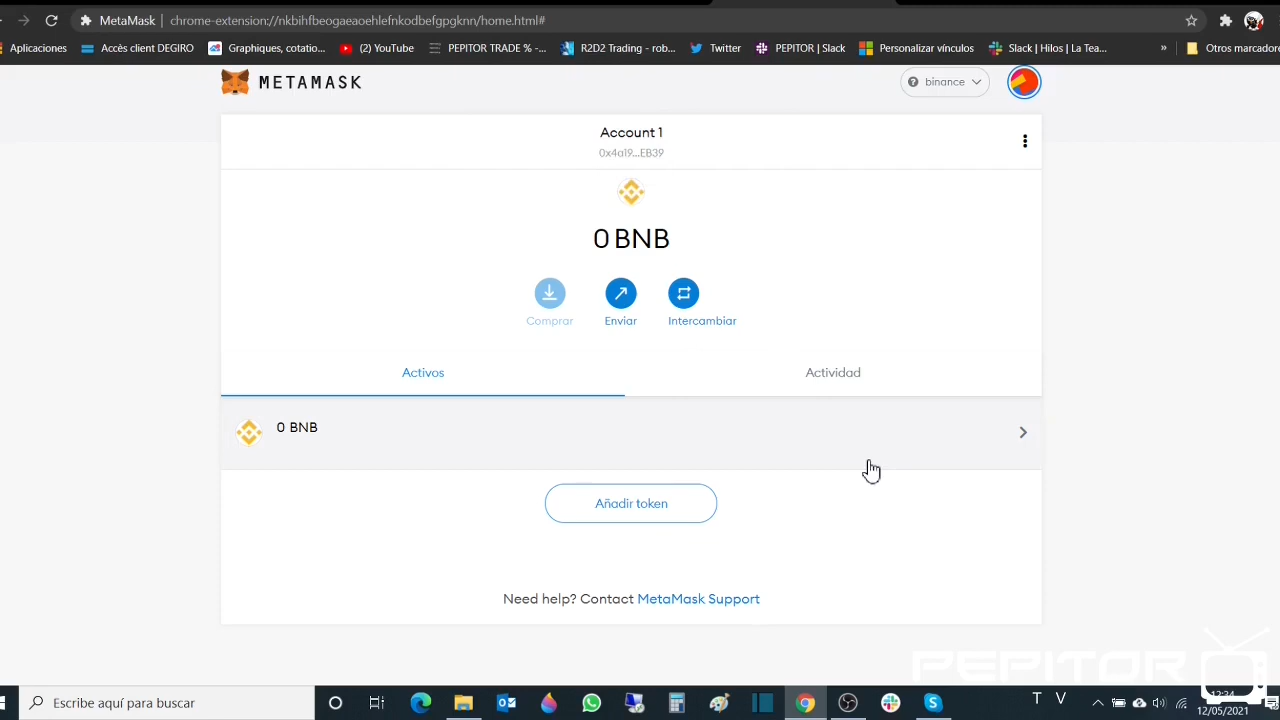 MetaMask | chrome-extension://nkbihfbeogaeaoehlefnkodbefgpgknn/home.html#
Aplicaciones Accès client DEGIRO Graphiques, cotatio... (2) YouTube PEPITOR TRADE %-... R2D2 Trading - rob... Twitter PEPITOR | Slack Personalizar vínculos Slack | Hilos | La Tea... » Otros marcadore
METAMASK
binance
Account 1
0x4a19...EB39
0 BNB
Comprar Enviar Intercambiar
Activos Actividad
0 BNB
Añadir token
Need help? Contact MetaMask Support
PEPITOR
Escribe aquí para buscar
T V
12:34
12/05/2021